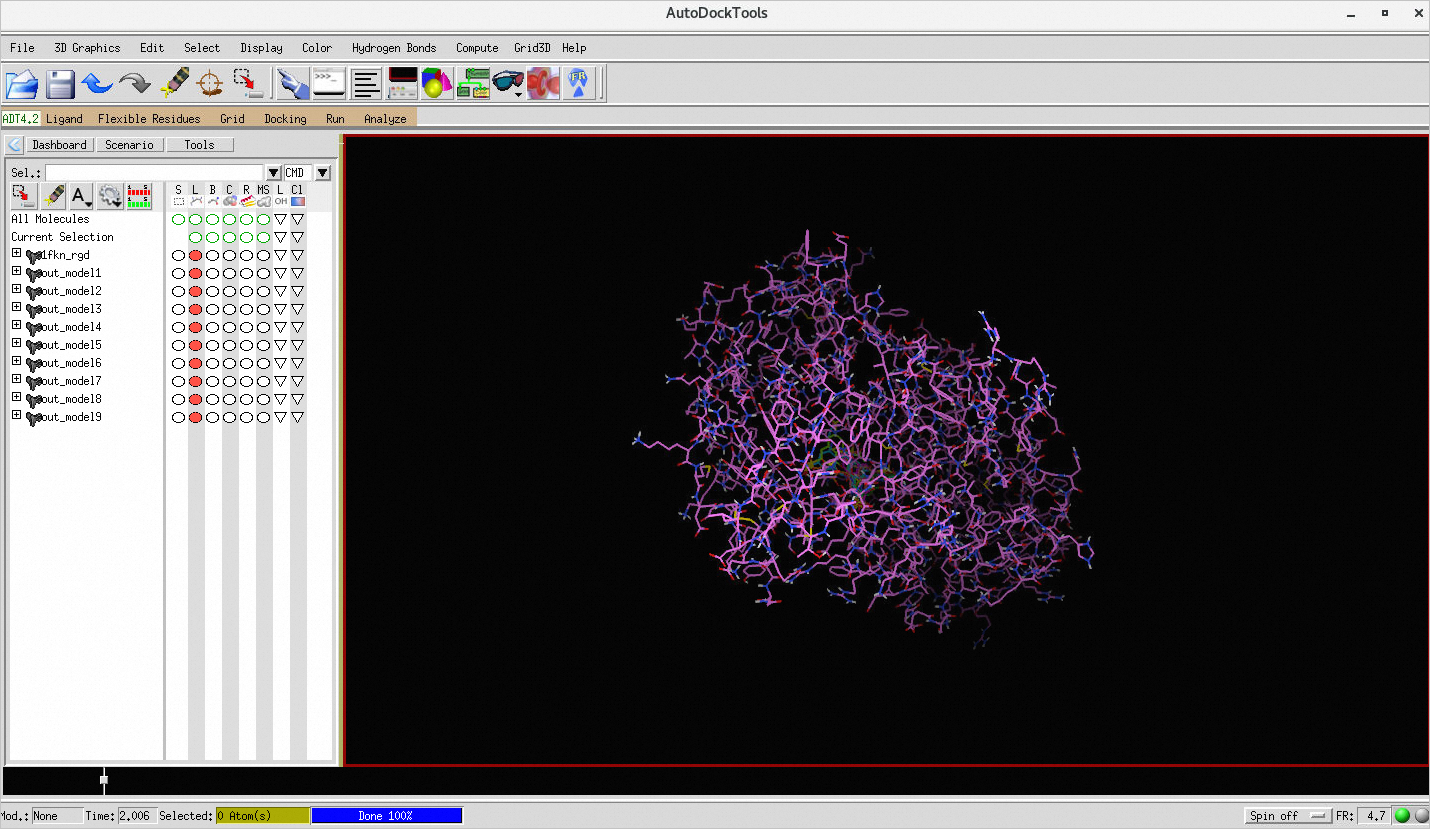 AutoDockTools
File 3D Graphics Edit Select Display Color Hydrogen Bonds Compute Grid3D Help
>>>_
FR
ADT4.2 Ligand Flexible Residues Grid Docking Run Analyze
Dashboard Scenario Tools
Sel.: CMD
A
S L B C R MS L Cl
OH
All Molecules
Current Selection
1fkn_rgd
out_model1
out_model2
out_model3
out_model4
out_model5
out_model6
out_model7
out_model8
out_model9
Mod.: None Time: 2.006 Selected: 0 Atom(s) Done 100% Spin off FR: 4.7